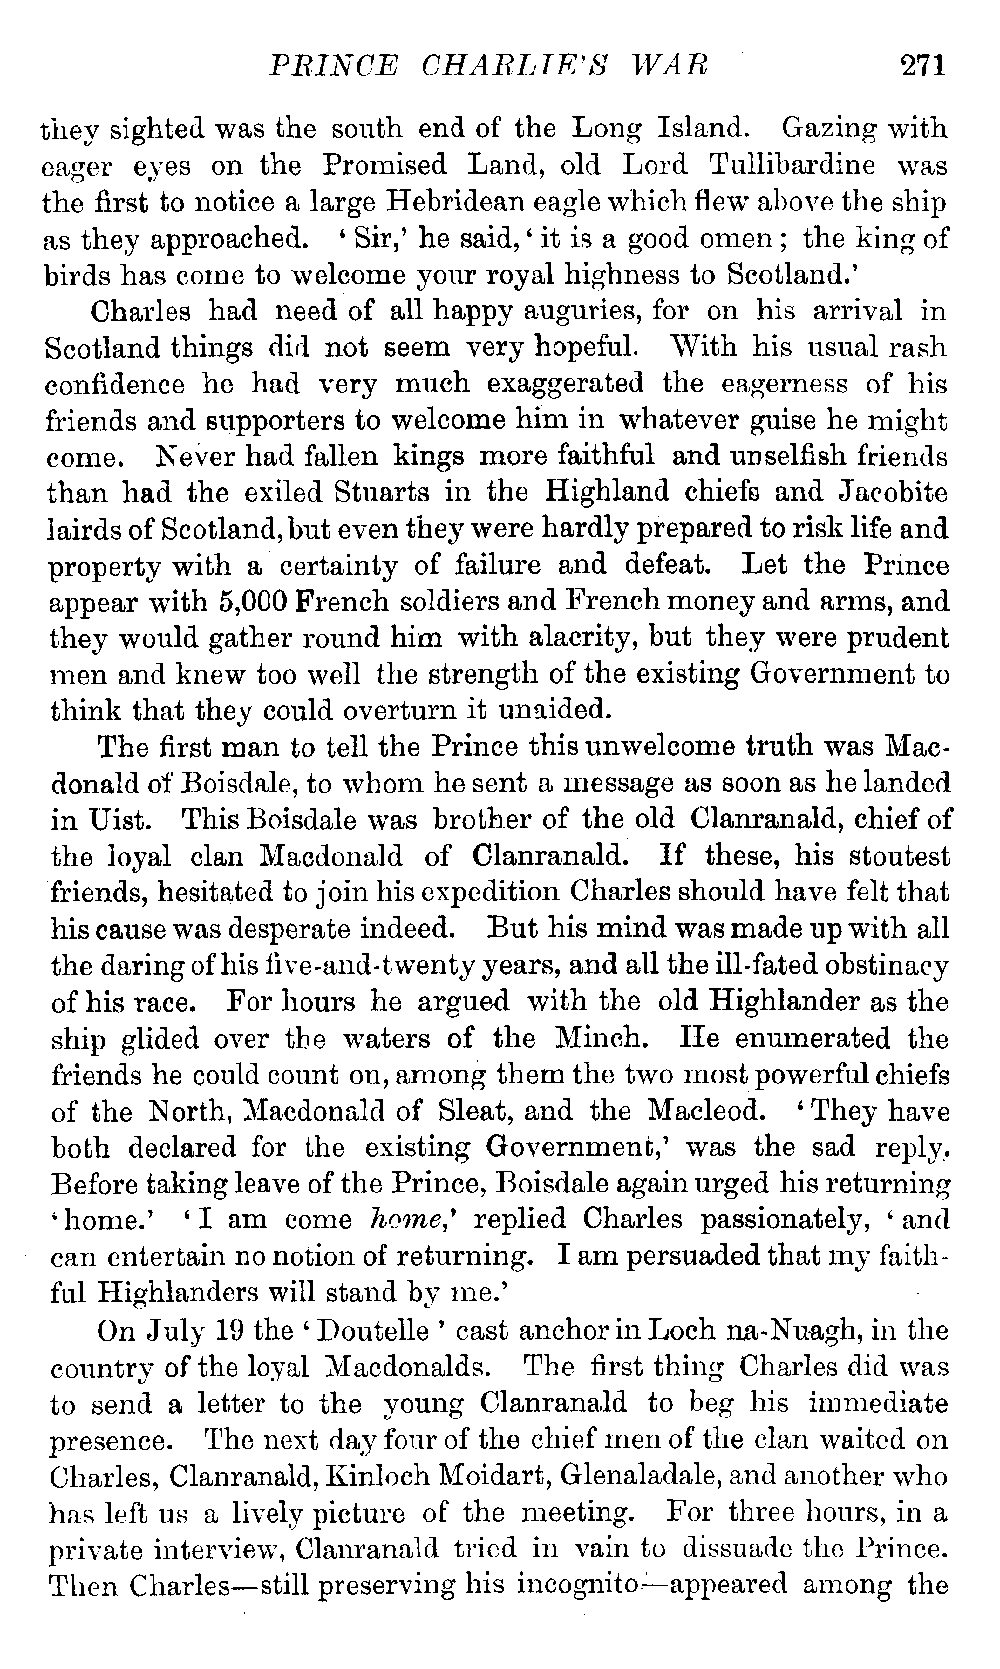 PRINCE CHARLIE'S WAR 271
they sighted was the south end of the Long Island. Gazing with
eager eyes on the Promised Land, old Lord Tullibardine was
the first to notice a large Hebridean eagle which flew above the ship
as they approached. ‘ Sir,’ he said, ‘ it is a good omen ; the king of
birds has come to welcome your royal highness to Scotland.’
Charles had need of all happy auguries, for on his arrival in
Scotland things did not seem very hopeful. With his usual rash
confidence he had very much exaggerated the eagerness of his
friends and supporters to welcome him in whatever guise he might
come. Never had fallen kings more faithful and unselfish friends
than had the exiled Stuarts in the Highland chiefs and Jacobite
lairds of Scotland, but even they were hardly prepared to risk life and
property with a certainty of failure and defeat. Let the Prince
appear with 5,000 French soldiers and French money and arms, and
they would gather round him with alacrity, but they were prudent
men and knew too well the strength of the existing Government to
think that they could overturn it unaided.
The first man to tell the Prince this unwelcome truth was Mac-
donald of Boisdale, to whom he sent a message as soon as he landed
in Uist. This Boisdale was brother of the old Clanranald, chief of
the loyal clan Macdonald of Clanranald. If these, his stoutest
friends, hesitated to join his expedition Charles should have felt that
his cause was desperate indeed. But his mind was made up with all
the daring of his five-and-twenty years, and all the ill-fated obstinacy
of his race. For hours he argued with the old Highlander as the
ship glided over the waters of the Minch. He enumerated the
friends he could count on, among them the two most powerful chiefs
of the North, Macdonald of Sleat, and the Macleod. ‘ They have
both declared for the existing Government,’ was the sad reply.
Before taking leave of the Prince, Boisdale again urged his returning
‘ home.’ ‘ I am come home,’ replied Charles passionately, ‘ and
can entertain no notion of returning. I am persuaded that my faith-
ful Highlanders will stand by me.’
On July 19 the ‘ Doutelle ’ cast anchor in Loch na-Nuagh, in the
country of the loyal Macdonalds. The first thing Charles did was
to send a letter to the young Clanranald to beg his immediate
presence. The next day four of the chief men of the clan waited on
Charles, Clanranald, Kinloch Moidart, Glenaladale, and another who
has left us a lively picture of the meeting. For three hours, in a
private interview, Clanranald tried in vain to dissuade the Prince.
Then Charles—still preserving his incognito—appeared among the